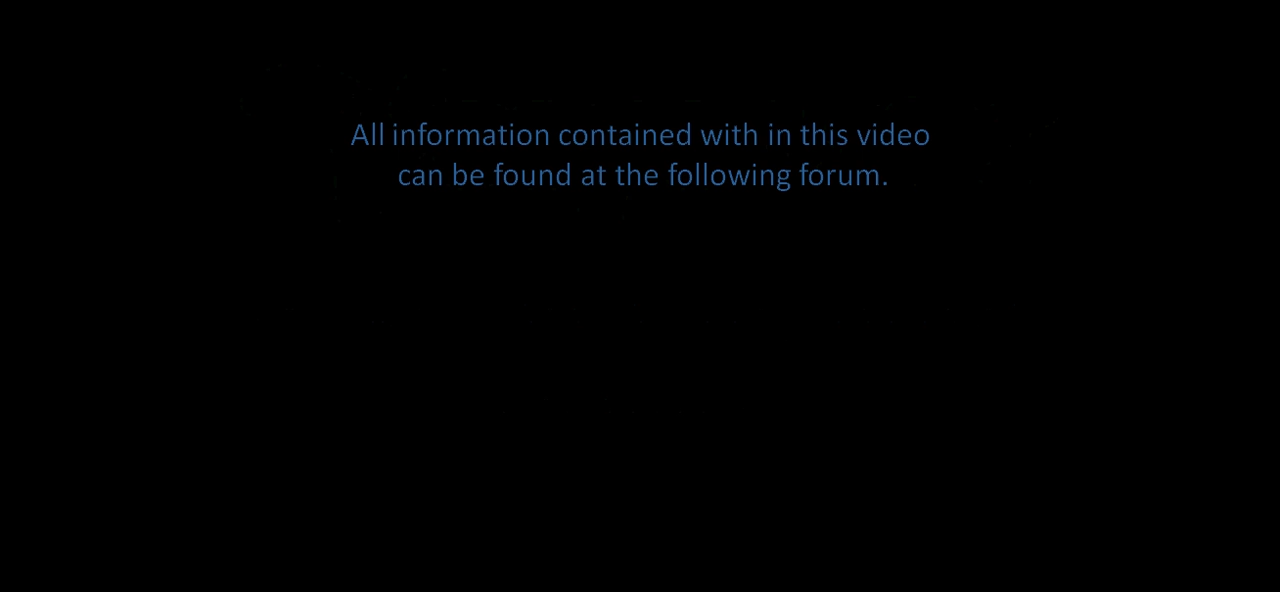 All information contained with in this video
can be found at the following forum.